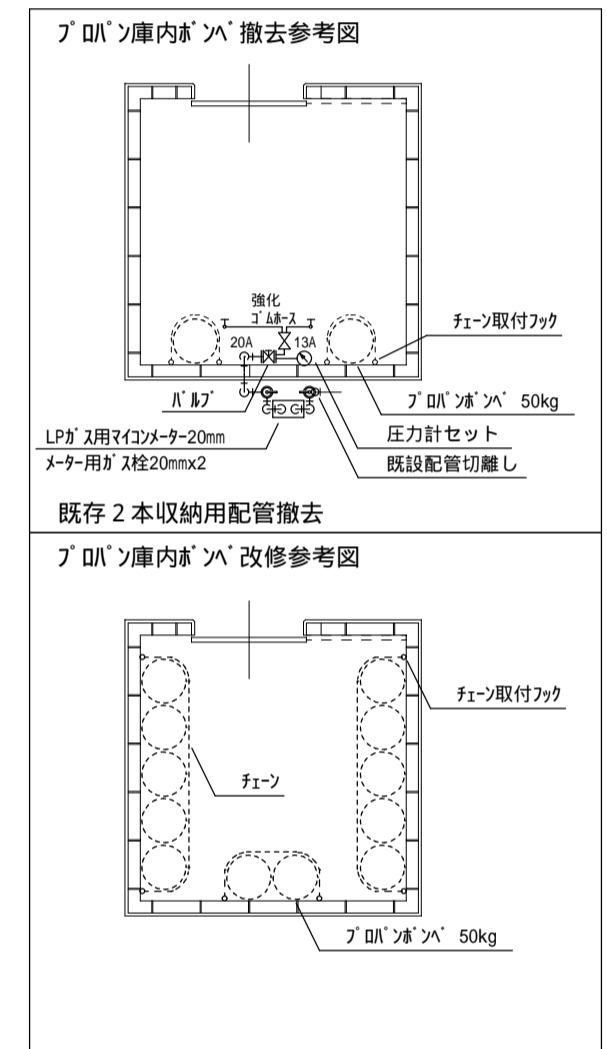 ﾌﾟﾛﾊﾟﾝ庫内ﾎﾞﾝﾍﾞ撤去参考図
強化
ｺﾞﾑﾎｰｽ
20A
13A
ﾁｪｰﾝ取付ﾌｯｸ
ﾊﾞﾙﾌﾞ
ﾌﾟﾛﾊﾟﾝﾎﾞﾝﾍﾞ 50kg
LPｶﾞｽ用ﾏｲｺﾝﾒｰﾀｰ20mm
圧力計セット
ﾒｰﾀｰ用ｶﾞｽ栓20mmx2
既設配管切離し
既存２本収納用配管撤去
ﾌﾟﾛﾊﾟﾝ庫内ﾎﾞﾝﾍﾞ改修参考図
ﾁｪｰﾝ取付ﾌｯｸ
ﾁｪｰﾝ
ﾌﾟﾛﾊﾟﾝﾎﾞﾝﾍﾞ 50kg